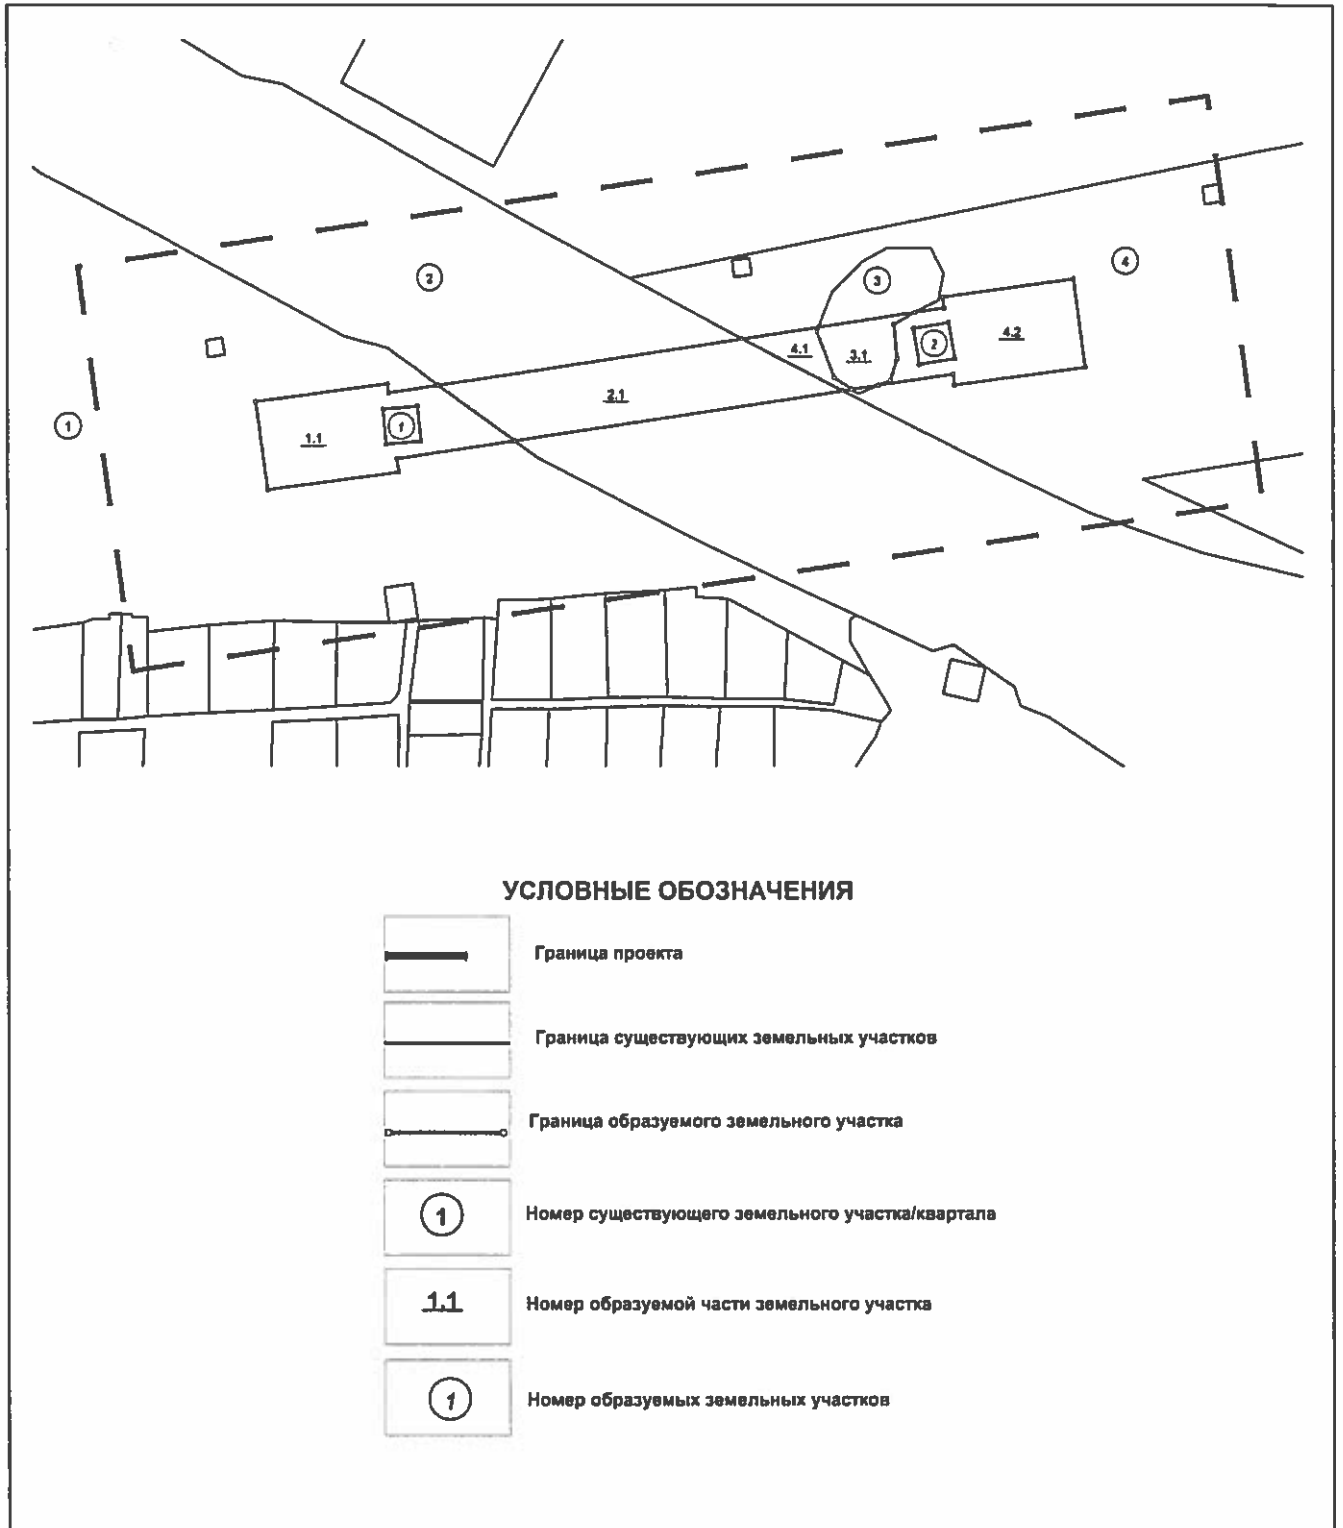 2
3
4
4.1
3.1
2
4.2
2.1
1
1.1
1
УСЛОВНЫЕ ОБОЗНАЧЕНИЯ
Граница проекта
Граница существующих земельных участков
Граница образуемого земельного участка
1
Номер существующего земельного участка/квартала
1.1
Номер образуемой части земельного участка
1
Номер образуемых земельных участков